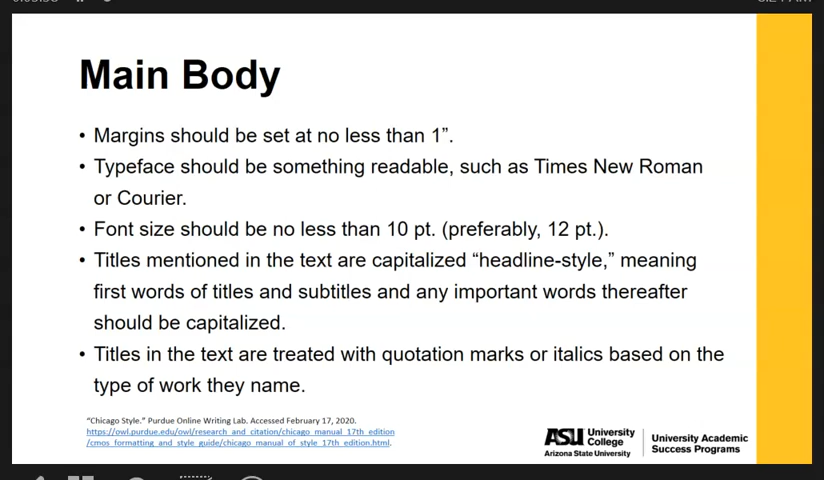 Main Body
• Margins should be set at no less than 1”.
• Typeface should be something readable, such as Times New Roman
or Courier.
• Font size should be no less than 10 pt. (preferably, 12 pt.).
• Titles mentioned in the text are capitalized “headline-style,” meaning
first words of titles and subtitles and any important words thereafter
should be capitalized.
• Titles in the text are treated with quotation marks or italics based on the
type of work they name.
“Chicago Style.” Purdue Online Writing Lab. Accessed February 17, 2020.
https://owl.purdue.edu/owl/research_and_citation/chicago_manual_17th_edition
/cmos_formatting_and_style_guide/chicago_manual_of_style_17th_edition.html.
ASU University
College
Arizona State University
University Academic
Success Programs